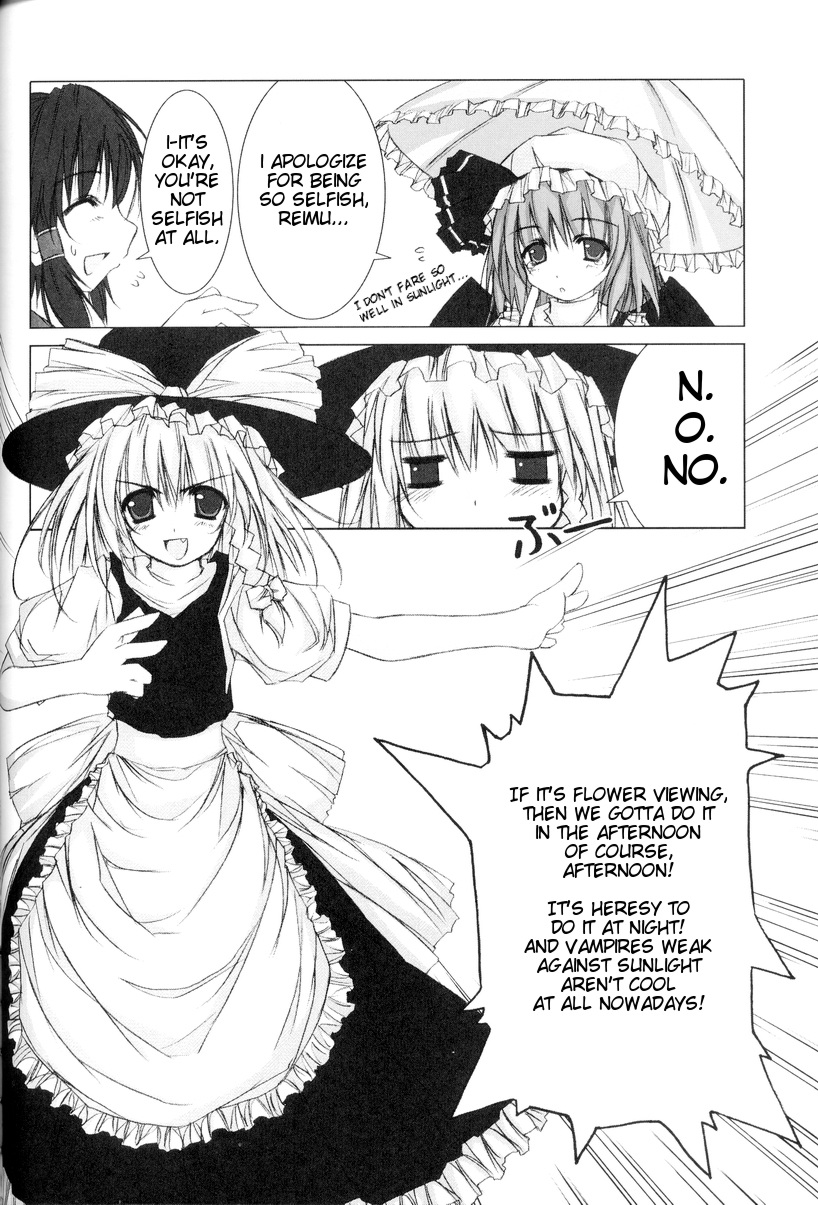 I APOLOGIZE
FOR BEING
SO SELFISH,
REIMU...
I DON'T FARE SO
WELL IN SUNLIGHT...
I-IT'S
OKAY,
YOU'RE
NOT
SELFISH
AT ALL.
N.
O.
NO.
ぶー
IF IT'S FLOWER VIEWING,
THEN WE GOTTA DO IT
IN THE AFTERNOON
OF COURSE,
AFTERNOON!
IT'S HERESY TO
DO IT AT NIGHT!
AND VAMPIRES WEAK
AGAINST SUNLIGHT
AREN'T COOL
AT ALL NOWADAYS!